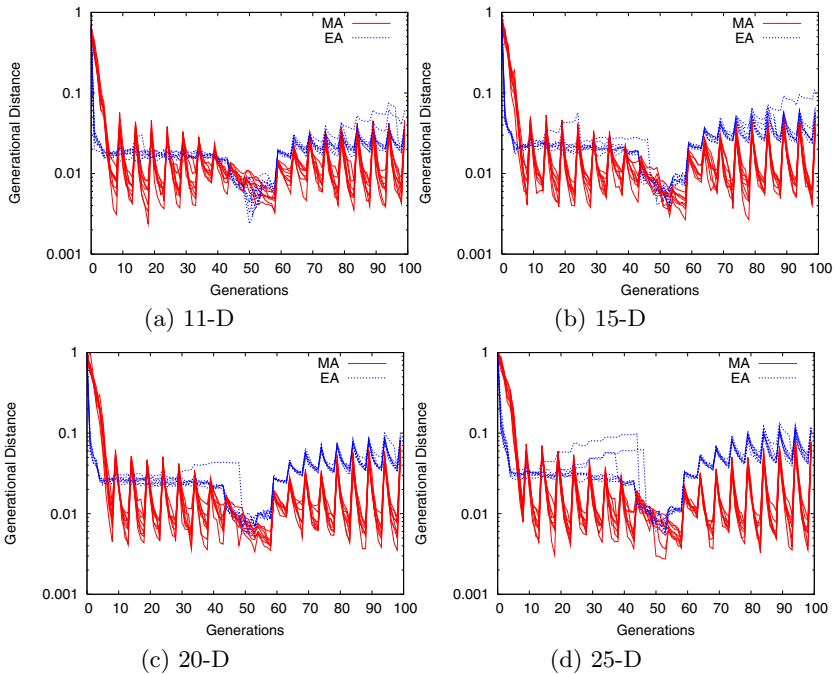 Generational Distance
1
0.1
0.01
0.001
MA
EA
0 10 20 30 40 50 60 70 80 90 100
Generations
(a) 11-D
Generational Distance
1
0.1
0.01
0.001
MA
EA
0 10 20 30 40 50 60 70 80 90 100
Generations
(b) 15-D
Generational Distance
1
0.1
0.01
0.001
MA
EA
0 10 20 30 40 50 60 70 80 90 100
Generations
(c) 20-D
Generational Distance
1
0.1
0.01
0.001
MA
EA
0 10 20 30 40 50 60 70 80 90 100
Generations
(d) 25-D